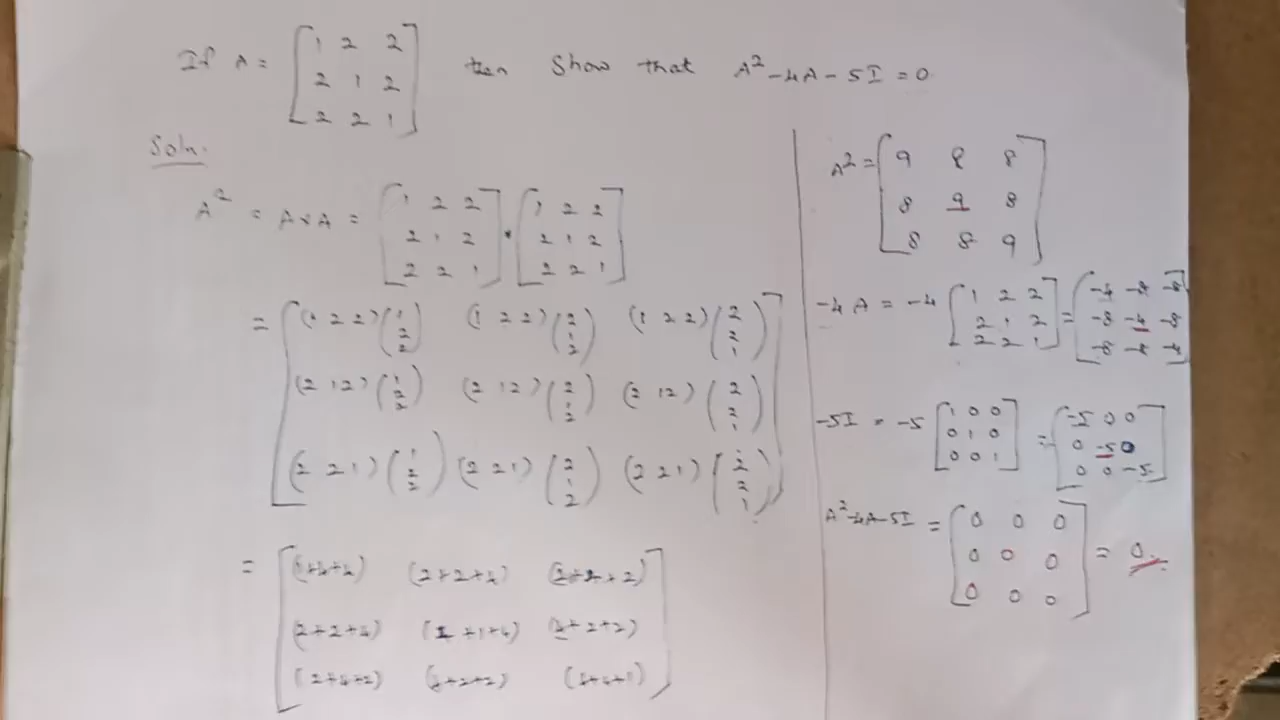 If A = [1 2 2
2 1 2
2 2 1] then Show that A² - 4A - 5I = 0
Soln.
A² = A × A = [1 2 2
2 1 2
2 2 1] • [1 2 2
2 1 2
2 2 1]
= [(1 2 2)(1 2 2) (1 2 2)(2 1 2) (1 2 2)(2 2 1)
(2 1 2)(1 2 2) (2 1 2)(2 1 2) (2 1 2)(2 2 1)
(2 2 1)(1 2 2) (2 2 1)(2 1 2) (2 2 1)(2 2 1)]
= [(1+4+4) (2+2+4) (2+4+2)
(2+2+4) (4+1+4) (4+2+2)
(2+4+2) (4+2+2) (4+4+1)]
A² = [9 8 8
8 9 8
8 8 9]
-4A = -4 [1 2 2
2 1 2
2 2 1] = [-4 -8 -8
-8 -4 -8
-8 -8 -4]
-5I = -5 [1 0 0
0 1 0
0 0 1] = [-5 0 0
0 -5 0
0 0 -5]
A²-4A-5I = [0 0 0
0 0 0
0 0 0] = 0.